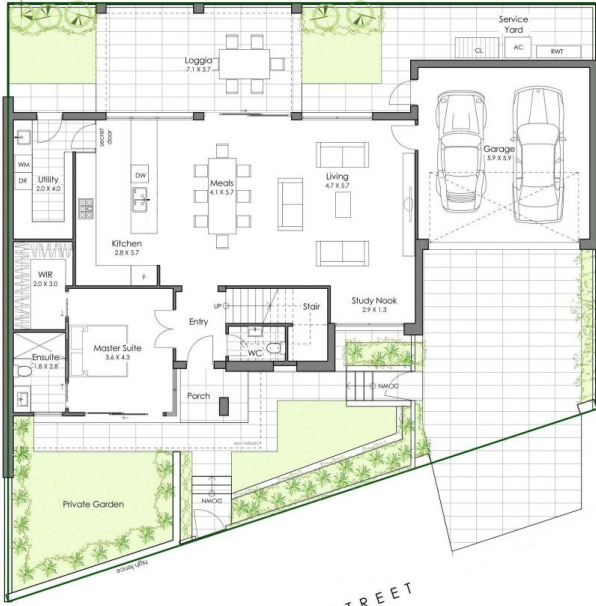 Service
Yard
CL
AC
RWT
Loggia
7.1 X 3.7
Garage
5.9 X 5.9
secret
door
WM
DR
Utility
2.0 X 4.0
DW
Meals
4.1 X 5.7
Living
4.7 X 5.7
Kitchen
2.8 X 5.7
F
WIR
2.0 X 3.0
UP
Stair
Study Nook
2.9 X 1.3
Entry
WC
Ensuite
1.8 X 2.8
Master Suite
3.6 X 4.3
Porch
DOWN
DOWN
Private Garden
high fence
TREET